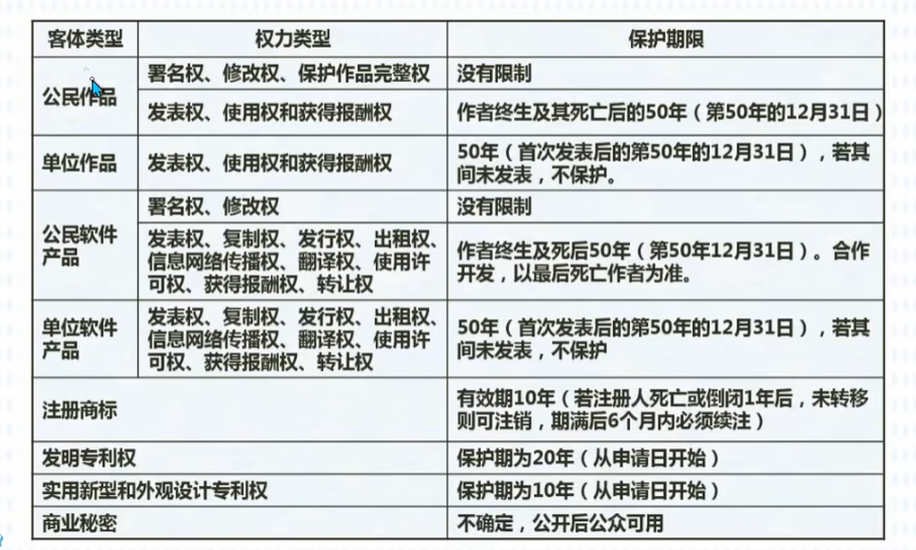 客体类型 权力类型 保护期限
公民作品
署名权、修改权、保护作品完整权 没有限制
发表权、使用权和获得报酬权 作者终生及其死亡后的50年（第50年的12月31日）
单位作品 发表权、使用权和获得报酬权
50年（首次发表后的第50年的12月31日），若其
间未发表，不保护。
公民软件
产品
署名权、修改权 没有限制
发表权、复制权、发行权、出租权、
信息网络传播权、翻译权、使用许
可权、获得报酬权、转让权
作者终生及死后50年（第50年12月31日）。合作
开发，以最后死亡作者为准。
单位软件
产品
发表权、复制权、发行权、出租权、
信息网络传播权、翻译权、使用许
可权、获得报酬权、转让权
50年（首次发表后的第50年的12月31日），若其
间未发表，不保护
注册商标
有效期10年（若注册人死亡或倒闭1年后，未转移
则可注销，期满后6个月内必须续注）
发明专利权 保护期为20年（从申请日开始）
实用新型和外观设计专利权 保护期为10年（从申请日开始）
商业秘密 不确定，公开后公众可用